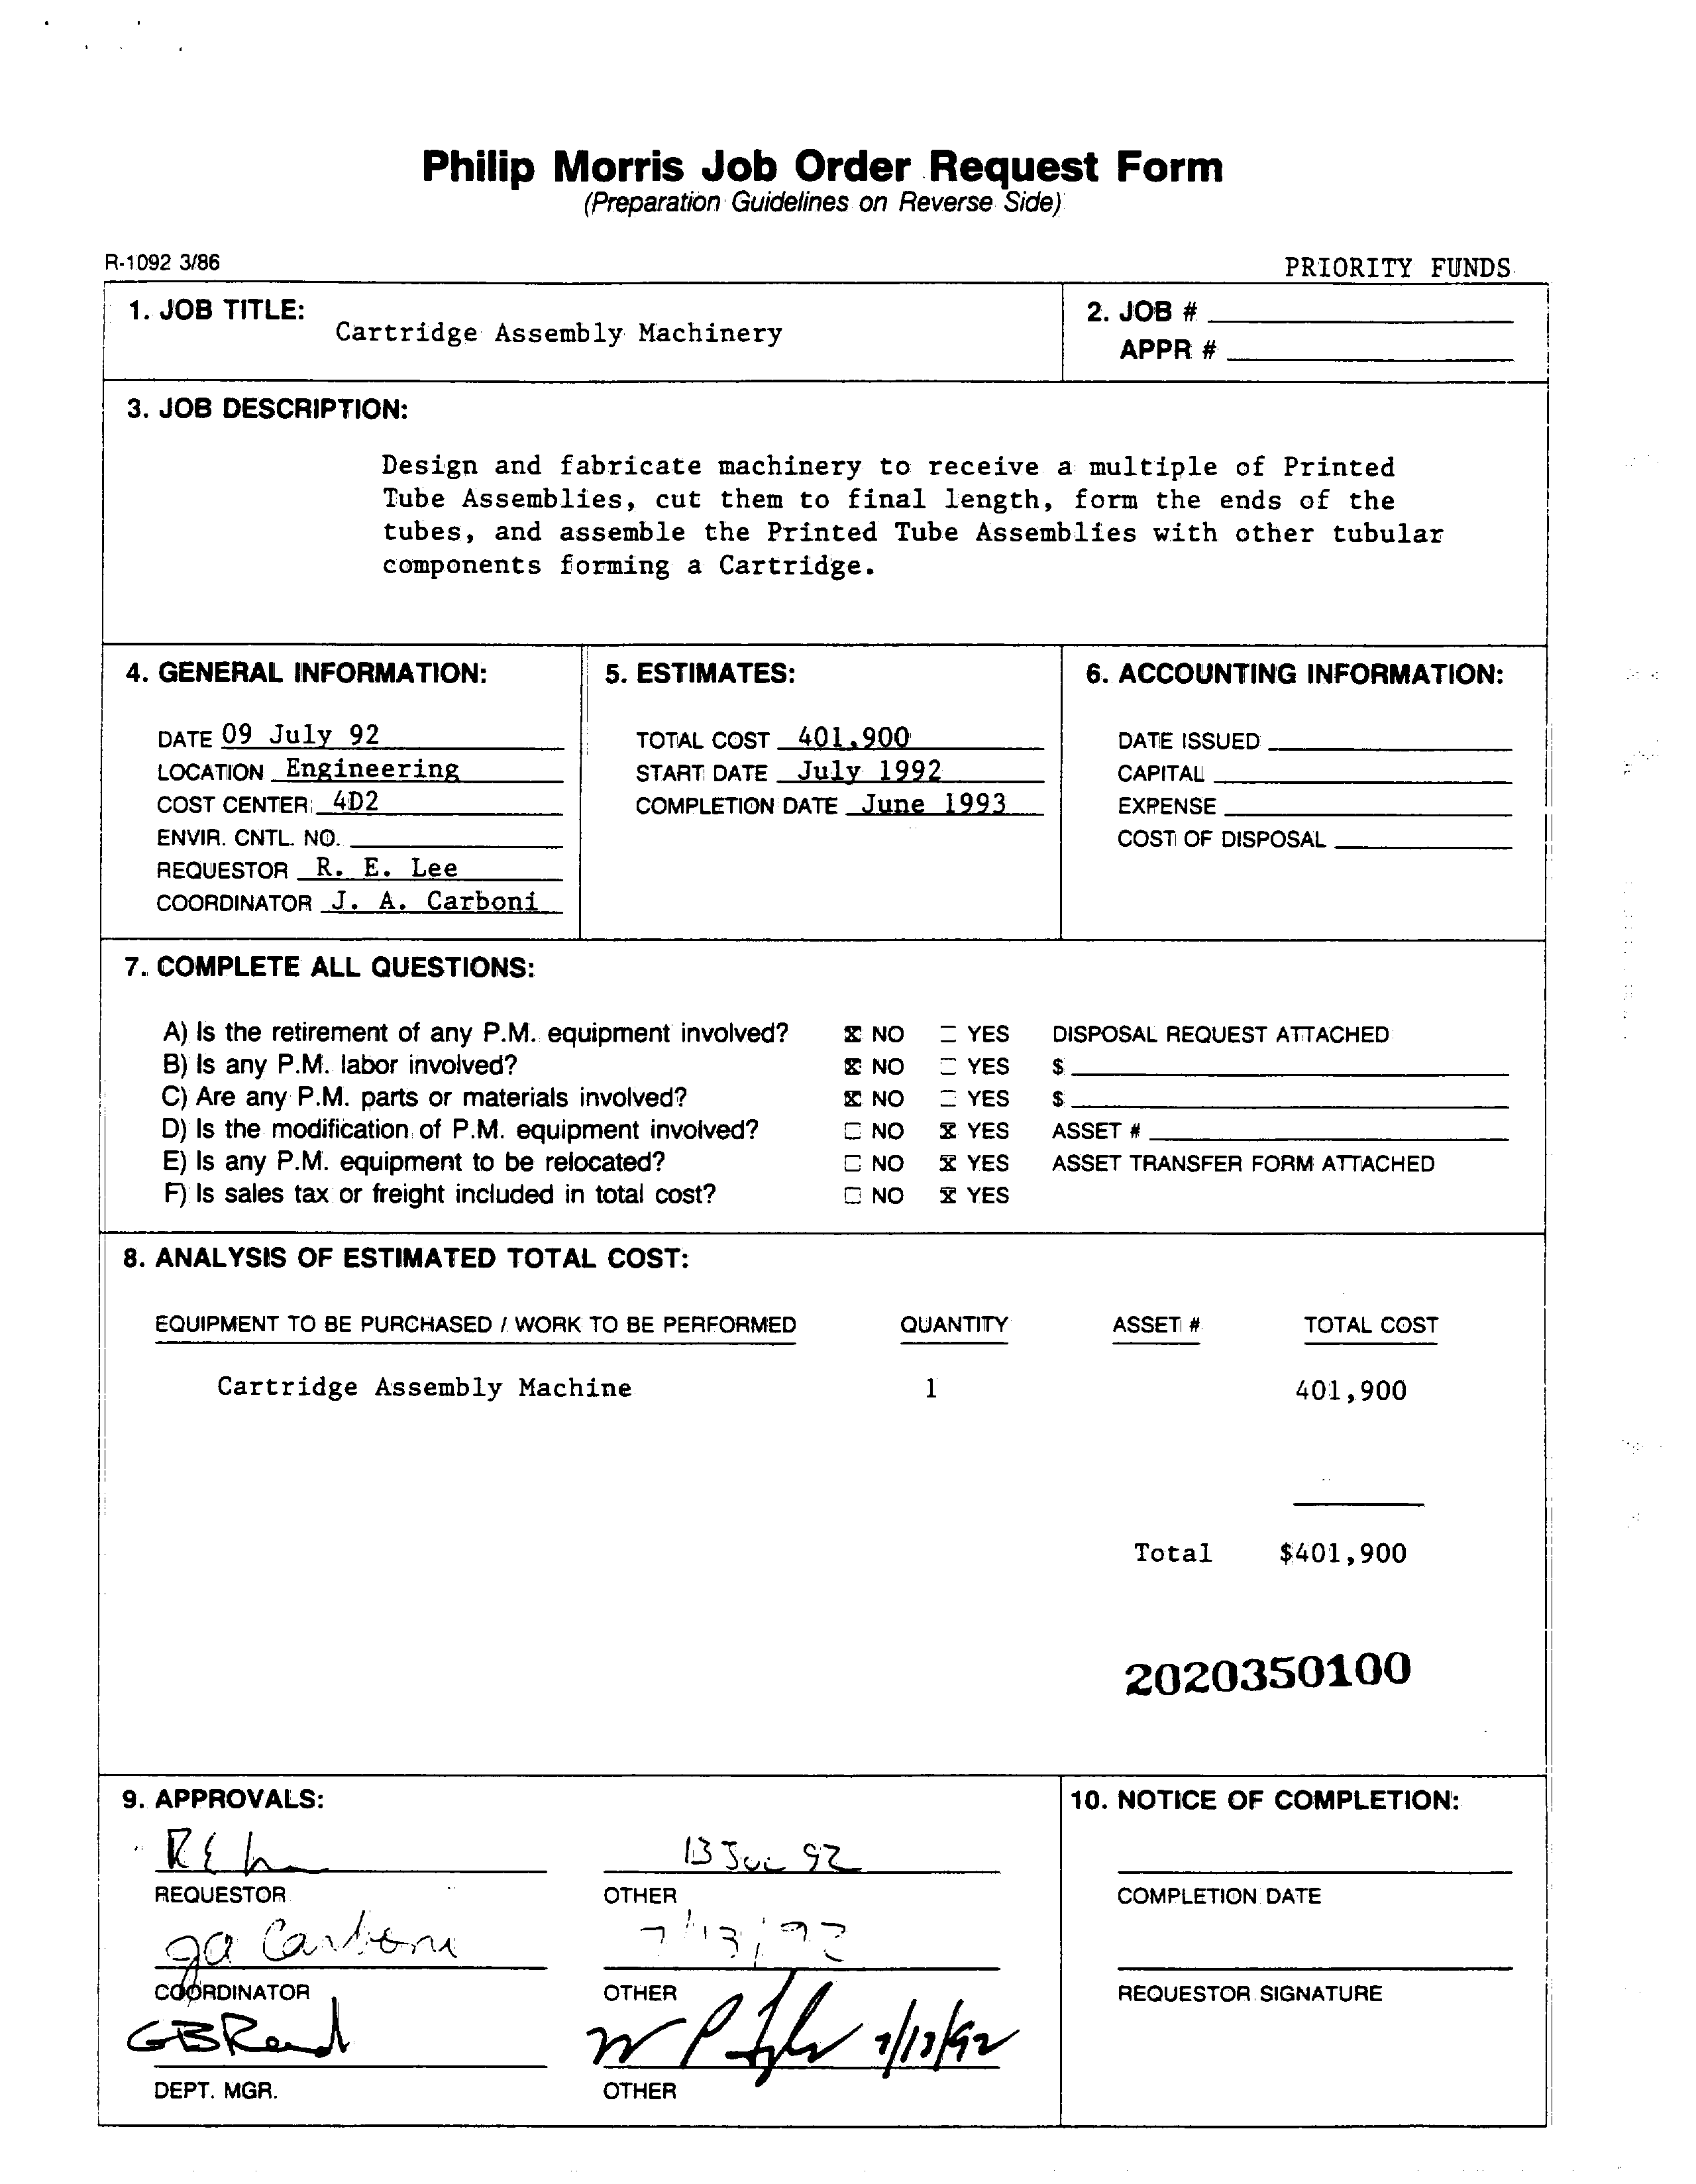 Philip Morris Job Order Request Form
(Preparation Guidelines on Reverse Side)
R-1092 3/86
PRIORITY FUNDS
1. JOB TITLE:
Cartridge Assembly Machinery
2. JOB #
APPR #
3. JOB DESCRIPTION:
Design and fabricate machinery to receive a multiple of Printed
Tube Assemblies, cut them to final length, form the ends of the
tubes, and assemble the Printed Tube Assemblies with other tubular
components forming a Cartridge.
4. GENERAL INFORMATION:
DATE 09 July 92
LOCATION Engineering
COST CENTER 4D2
ENVIR. CNTL. NO.
REQUESTOR R. E. Lee
COORDINATOR J. A. Carboni
5. ESTIMATES:
TOTAL COST 401,900
START DATE July 1992
COMPLETION DATE June 1993
6. ACCOUNTING INFORMATION:
DATE ISSUED
CAPITAL
EXPENSE
COST OF DISPOSAL
7. COMPLETE ALL QUESTIONS:
A) Is the retirement of any P.M. equipment involved? ☒ NO ☐ YES DISPOSAL REQUEST ATTACHED
B) Is any P.M. labor involved? ☒ NO ☐ YES $
C) Are any P.M. parts or materials involved? ☒ NO ☐ YES $
D) Is the modification of P.M. equipment involved? ☐ NO ☒ YES ASSET #
E) Is any P.M. equipment to be relocated? ☐ NO ☒ YES ASSET TRANSFER FORM ATTACHED
F) Is sales tax or freight included in total cost? ☐ NO ☒ YES
8. ANALYSIS OF ESTIMATED TOTAL COST:
EQUIPMENT TO BE PURCHASED / WORK TO BE PERFORMED QUANTITY ASSET # TOTAL COST
Cartridge Assembly Machine 1 401,900
Total $401,900
2020350100
9. APPROVALS:
13 Jul 92
REQUESTOR OTHER
ga Carboni 7/13/92
COORDINATOR OTHER
7/13/92
DEPT. MGR. OTHER
10. NOTICE OF COMPLETION:
COMPLETION DATE
REQUESTOR SIGNATURE